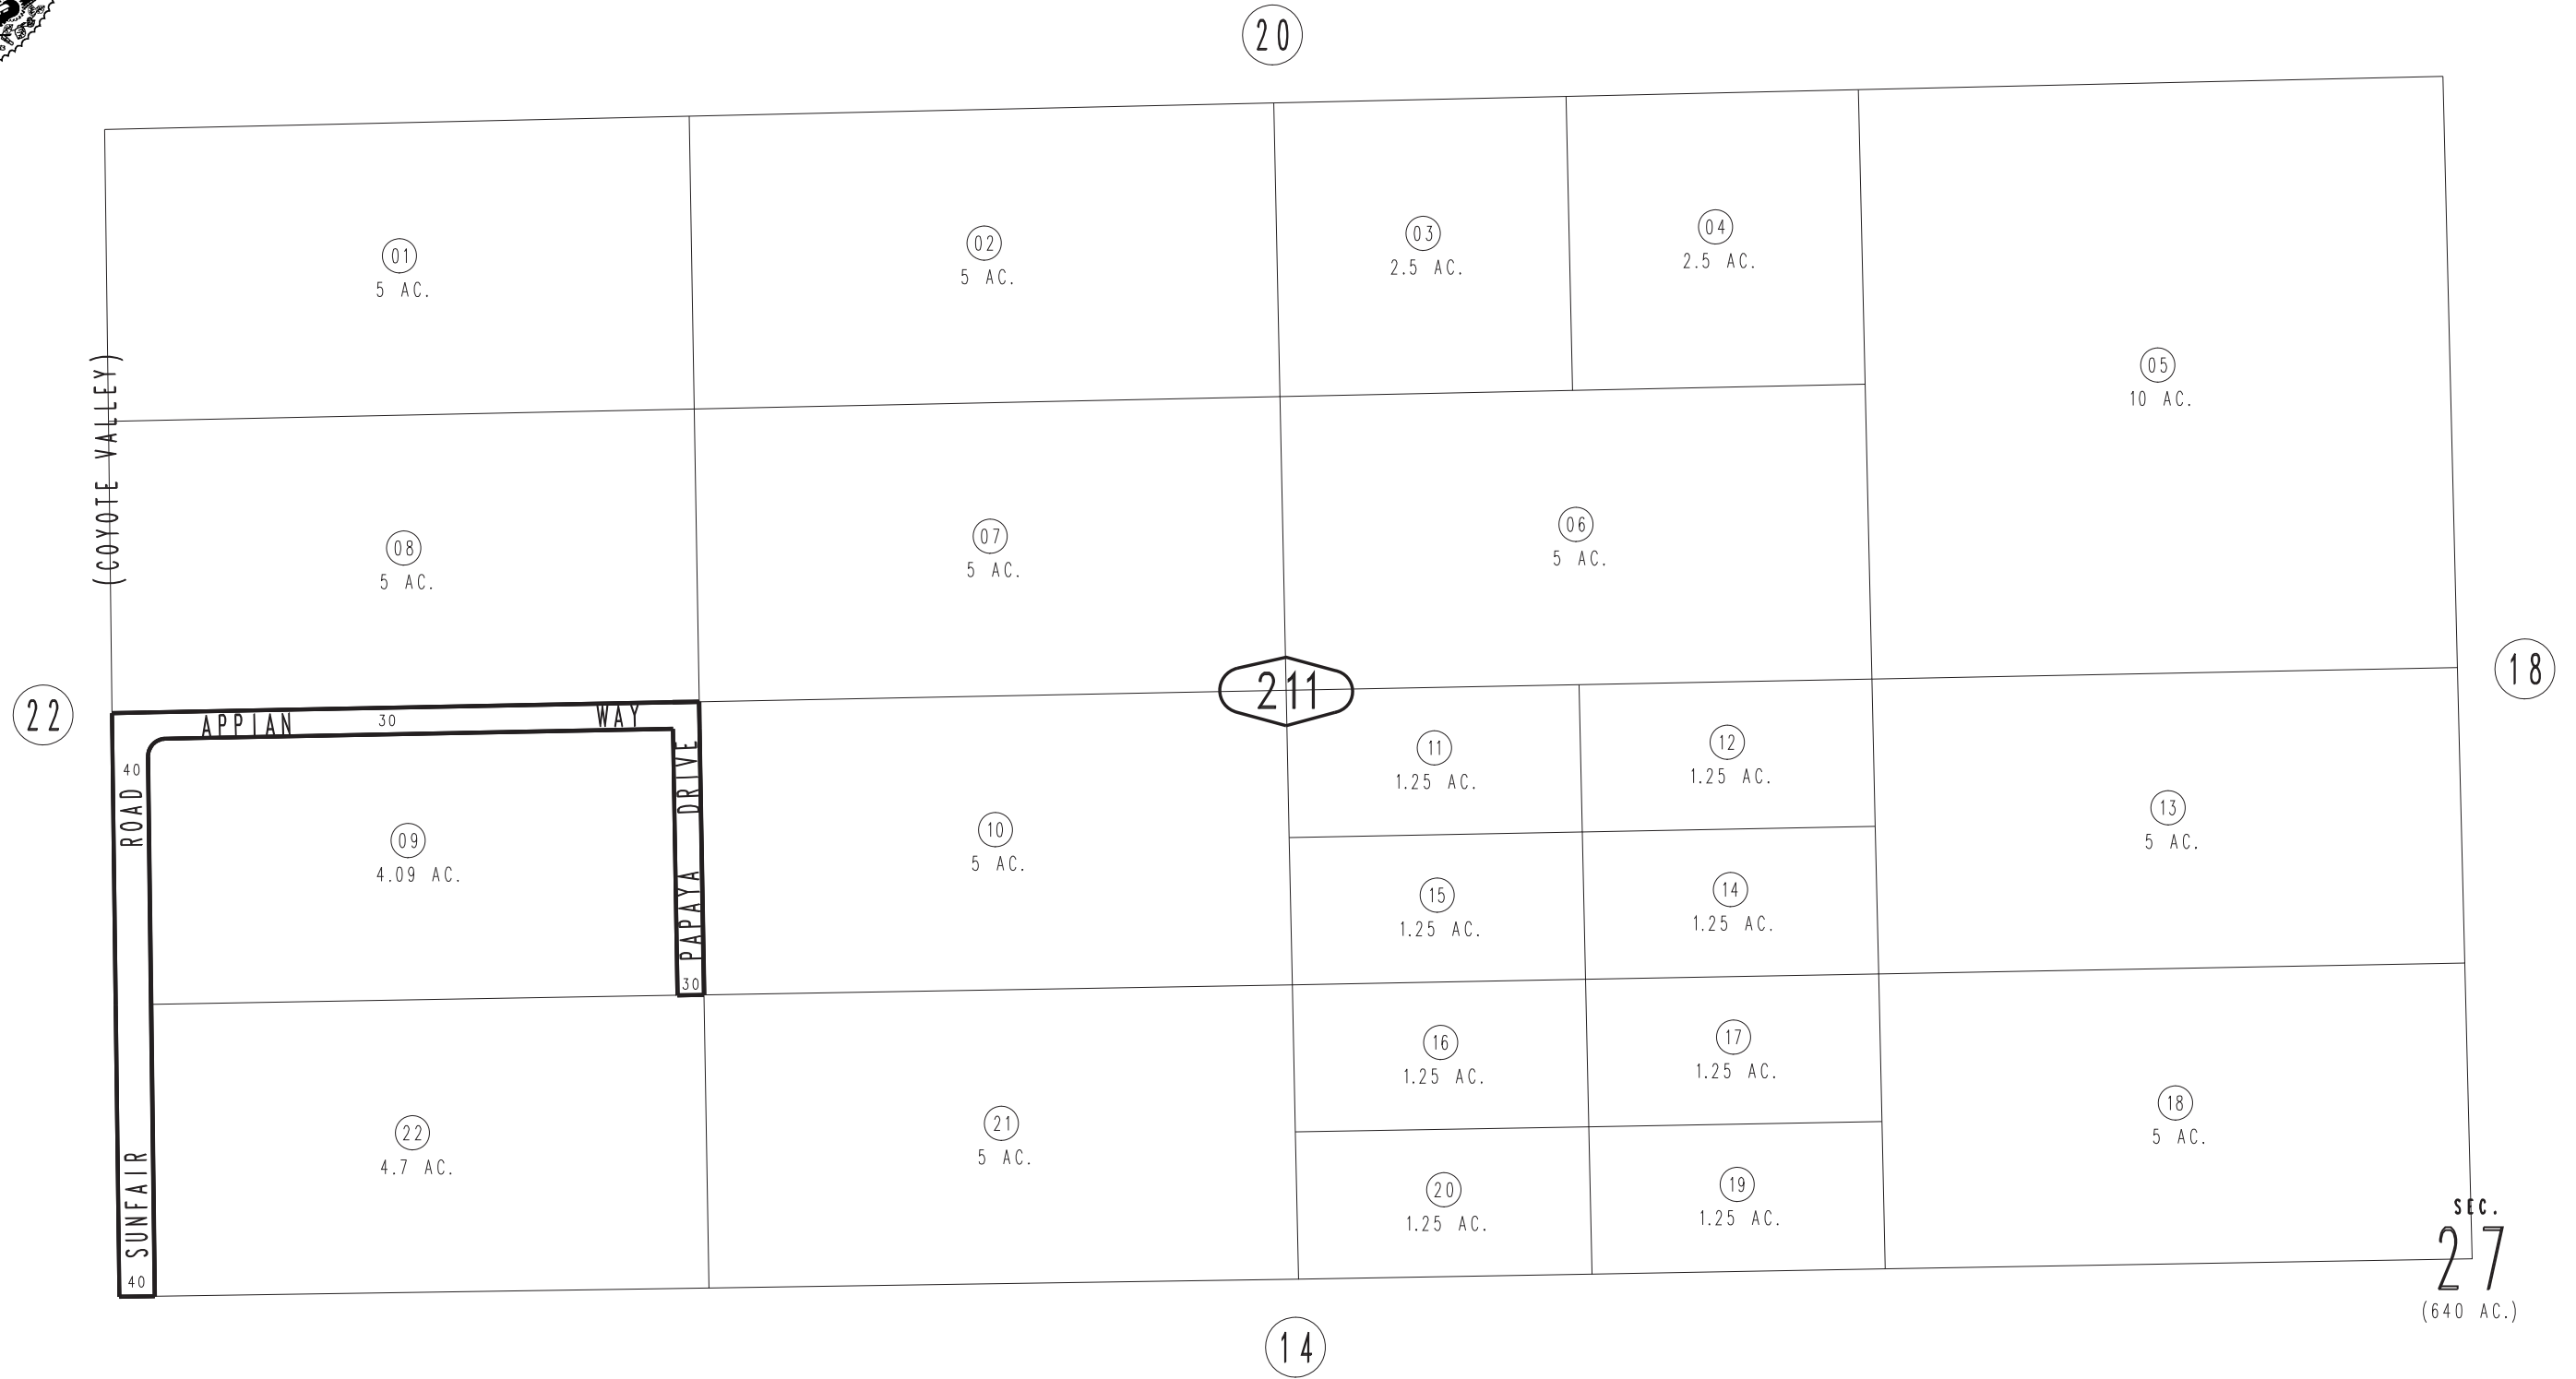 20
01
5 AC.
02
5 AC.
03
2.5 AC.
04
2.5 AC.
05
10 AC.
(COYOTE VALLEY)
08
5 AC.
07
5 AC.
06
5 AC.
22
211
18
APPIAN 30 WAY
40
ROAD
SUNFAIR
40
PAPAYA DRIVE
30
09
4.09 AC.
10
5 AC.
11
1.25 AC.
12
1.25 AC.
13
5 AC.
15
1.25 AC.
14
1.25 AC.
16
1.25 AC.
17
1.25 AC.
22
4.7 AC.
21
5 AC.
20
1.25 AC.
19
1.25 AC.
18
5 AC.
SEC.
27
(640 AC.)
14